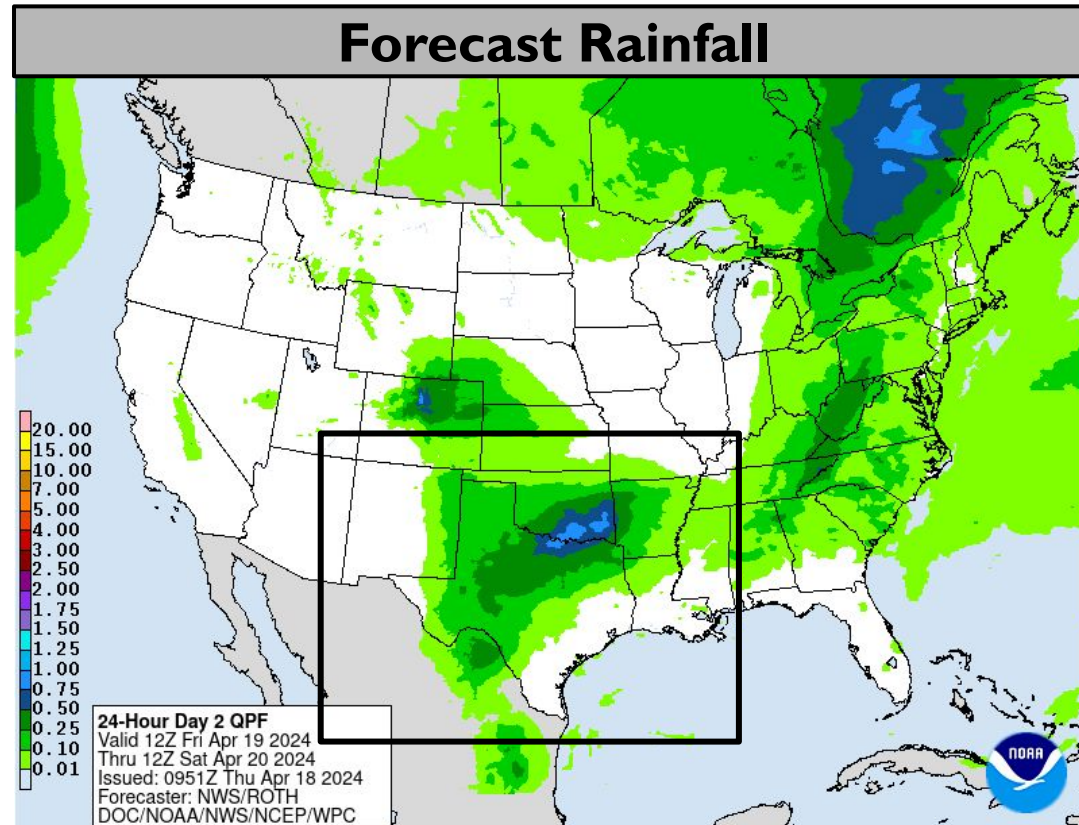 Forecast Rainfall
20.00
15.00
10.00
7.00
5.00
4.00
3.00
2.50
2.00
1.75
1.50
1.25
1.00
0.75
0.50
0.25
0.10
0.01
24-Hour Day 2 QPF
Valid 12Z Fri Apr 19 2024
Thru 12Z Sat Apr 20 2024
Issued: 0951Z Thu Apr 18 2024
Forecaster: NWS/ROTH
DOC/NOAA/NWS/NCEP/WPC
NOAA